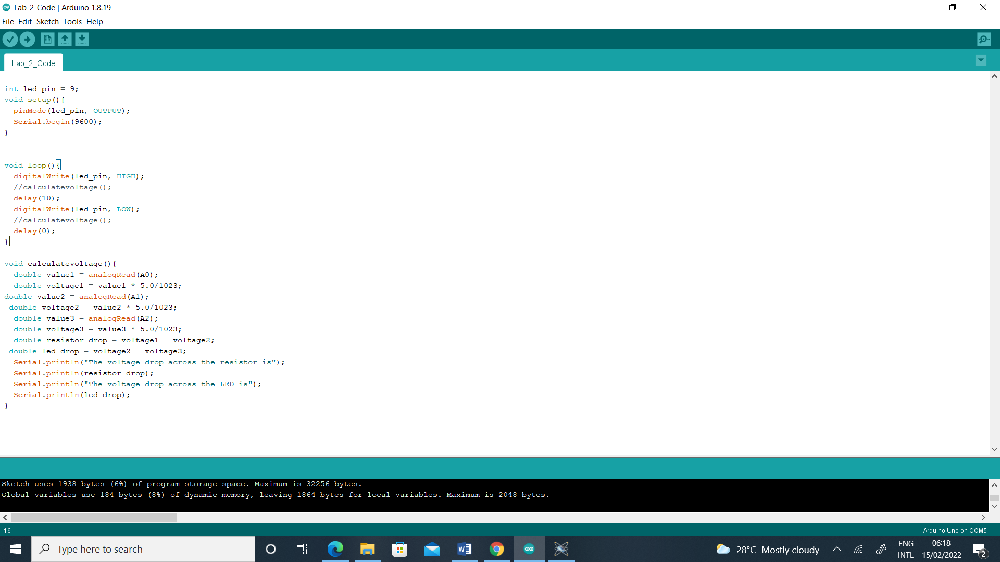 Lab_2_Code | Arduino 1.8.19
File Edit Sketch Tools Help
Lab_2_Code
int led_pin = 9;
void setup(){
  pinMode(led_pin, OUTPUT);
  Serial.begin(9600);
}
void loop(){
  digitalWrite(led_pin, HIGH);
  //calculatevoltage();
  delay(10);
  digitalWrite(led_pin, LOW);
  //calculatevoltage();
  delay(0);
}
void calculatevoltage(){
  double value1 = analogRead(A0);
  double voltage1 = value1 * 5.0/1023;
double value2 = analogRead(A1);
 double voltage2 = value2 * 5.0/1023;
  double value3 = analogRead(A2);
  double voltage3 = value3 * 5.0/1023;
  double resistor_drop = voltage1 - voltage2;
 double led_drop = voltage2 - voltage3;
  Serial.println("The voltage drop across the resistor is");
  Serial.println(resistor_drop);
  Serial.println("The voltage drop across the LED is");
  Serial.println(led_drop);
}
Sketch uses 1938 bytes (6%) of program storage space. Maximum is 32256 bytes.
Global variables use 184 bytes (8%) of dynamic memory, leaving 1864 bytes for local variables. Maximum is 2048 bytes.
16
Arduino Uno on COM5
Type here to search
28°C Mostly cloudy
ENG
INTL
06:18
15/02/2022
2